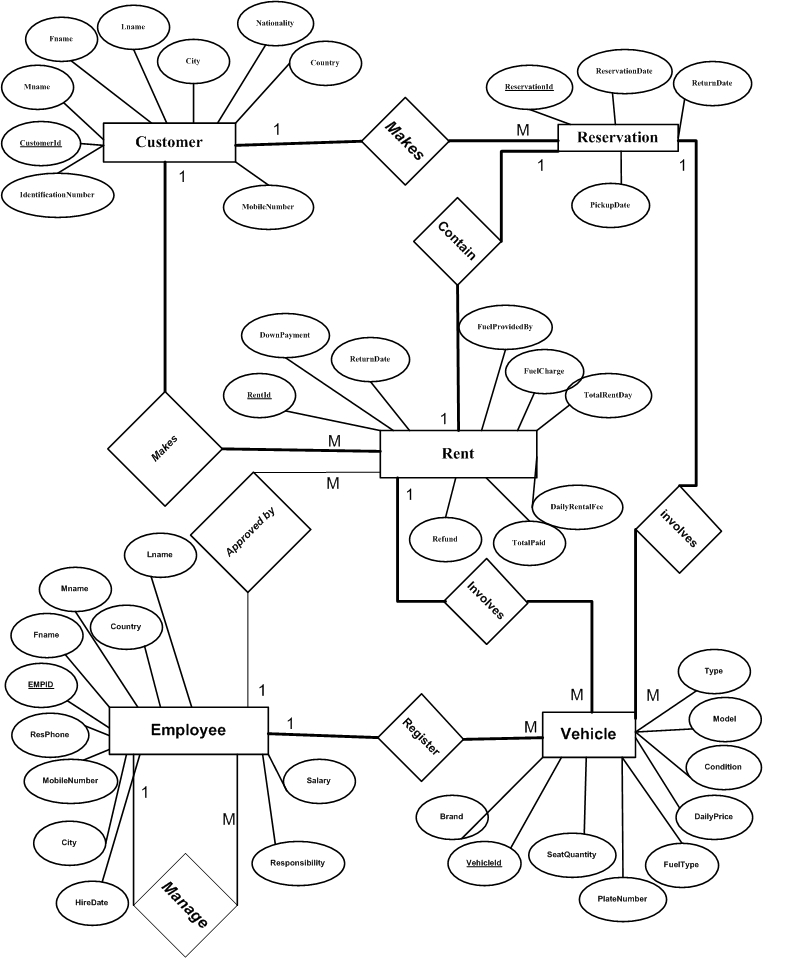 Nationality
Lname
Fname
City
Country
ReservationDate
Mname
ReservationId
ReturnDate
Customer
1
Makes
M
Reservation
CustomerId
1
1
1
IdentificationNumber
MobileNumber
PickupDate
Contain
FuelProvidedBy
DownPayment
ReturnDate
FuelCharge
RentId
TotalRentDay
1
Makes
M
Rent
M
1
DailyRentalFee
Approved by
Refund
TotalPaid
involves
Lname
Mname
Involves
Country
Fname
Type
EMPID
1
M
M
Model
Employee
1
Register
M
Vehicle
ResPhone
Condition
MobileNumber
Salary
1
M
Brand
DailyPrice
City
Responsibility
VehicleId
SeatQuantity
FuelType
HireDate
Manage
PlateNumber